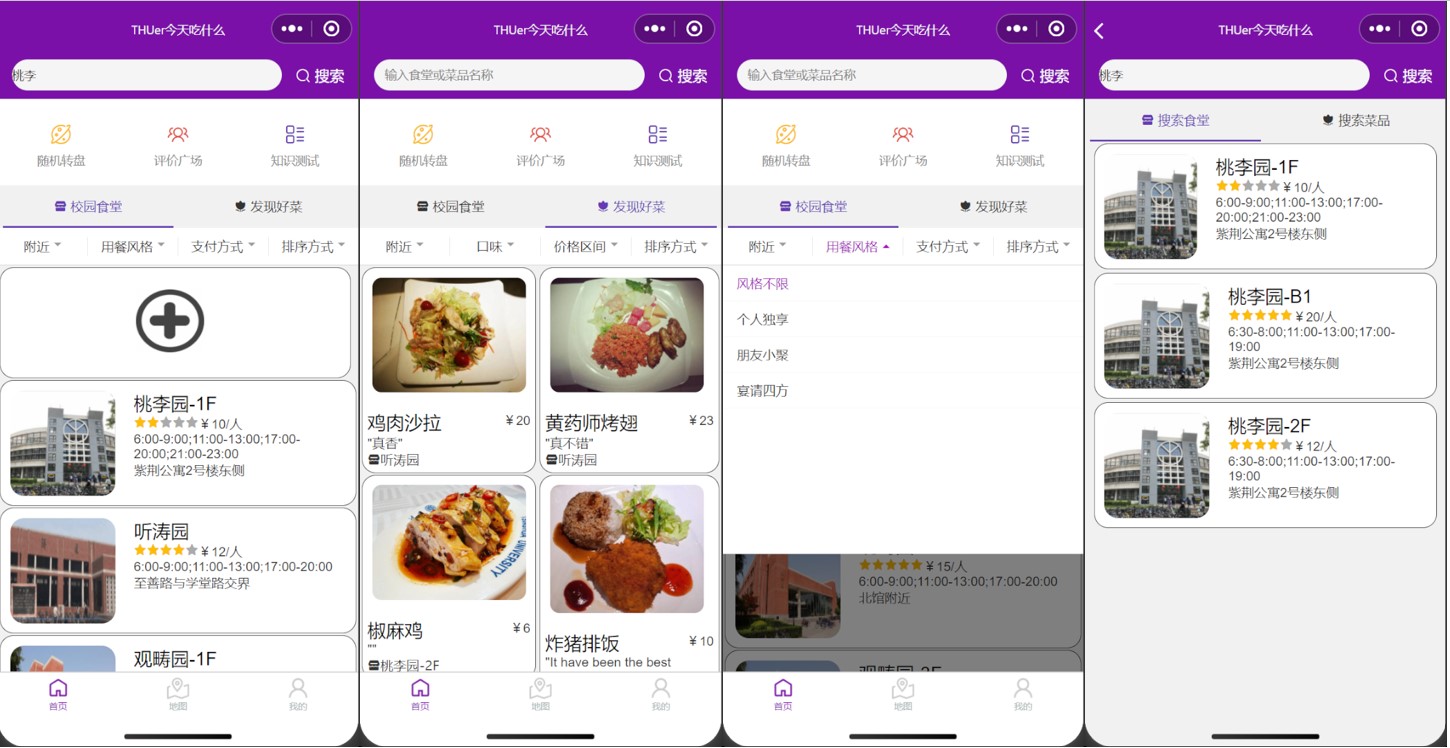 THUer今天吃什么
桃李
搜索
随机转盘
评价广场
知识测试
校园食堂
发现好菜
附近
用餐风格
支付方式
排序方式
桃李园-1F
¥ 10/人
6:00-9:00;11:00-13:00;17:00-
20:00;21:00-23:00
紫荆公寓2号楼东侧
听涛园
¥ 12/人
6:00-9:00;11:00-13:00;17:00-20:00
至善路与学堂路交界
观畴园-1F
首页
地图
我的
THUer今天吃什么
输入食堂或菜品名称
搜索
随机转盘
评价广场
知识测试
校园食堂
发现好菜
附近
口味
价格区间
排序方式
鸡肉沙拉
¥ 20
"真香"
听涛园
黄药师烤翅
¥ 23
"真不错"
听涛园
UNIVERSITY
椒麻鸡
¥ 6
""
桃李园-2F
炸猪排饭
¥ 10
"It have been the best
首页
地图
我的
THUer今天吃什么
输入食堂或菜品名称
搜索
随机转盘
评价广场
知识测试
校园食堂
发现好菜
附近
用餐风格
支付方式
排序方式
风格不限
个人独享
朋友小聚
宴请四方
¥ 15/人
6:00-9:00;11:00-13:00;17:00-20:00
北馆附近
首页
地图
我的
THUer今天吃什么
桃李
搜索
搜索食堂
搜索菜品
桃李园-1F
¥ 10/人
6:00-9:00;11:00-13:00;17:00-
20:00;21:00-23:00
紫荆公寓2号楼东侧
桃李园-B1
¥ 20/人
6:30-8:00;11:00-13:00;17:00-
19:00
紫荆公寓2号楼东侧
桃李园-2F
¥ 12/人
6:30-8:00;11:00-13:00;17:00-
19:00
紫荆公寓2号楼东侧